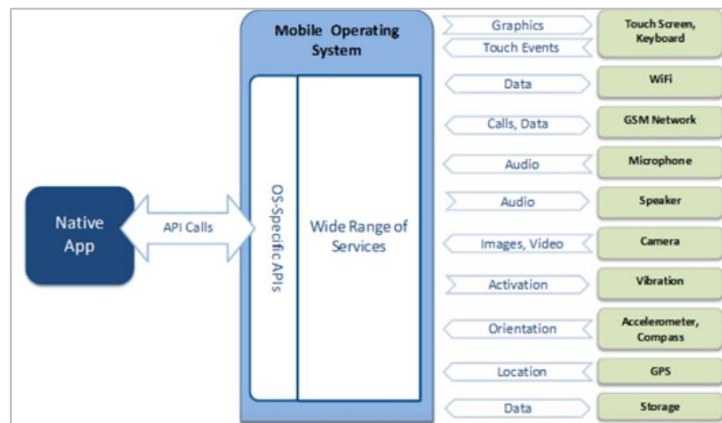 Mobile Operating
System
Native
App
API Calls
OS-Specific APIs
Wide Range of
Services
Graphics
Touch Events
Touch Screen,
Keyboard
Data
WiFi
Calls, Data
GSM Network
Audio
Microphone
Audio
Speaker
Images, Video
Camera
Activation
Vibration
Orientation
Accelerometer,
Compass
Location
GPS
Data
Storage